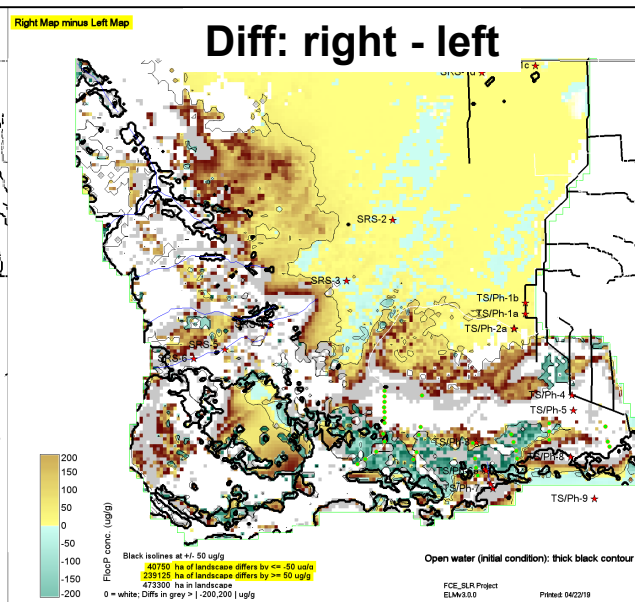 Right Map minus Left Map
Diff: right - left
1c
SRS-2
SRS-3
TS/Ph-1b
TS/Ph-1a
TS/Ph-2a
TS/Ph-4
TS/Ph-5
TS/Ph-8
TS/Ph-9
200
150
100
50
0
-50
-100
-150
-200
FlocP conc. (ug/g)
Black isolines at +/- 50 ug/g
40750 ha of landscape differs by <= -50 ug/g
239125 ha of landscape differs by >= 50 ug/g
473300 ha in landscape
0 = white; Diffs in grey > | -200,200 | ug/g
Open water (initial condition): thick black contour
FCE_SLR Project
ELMv3.0.0
Printed: 04/22/19